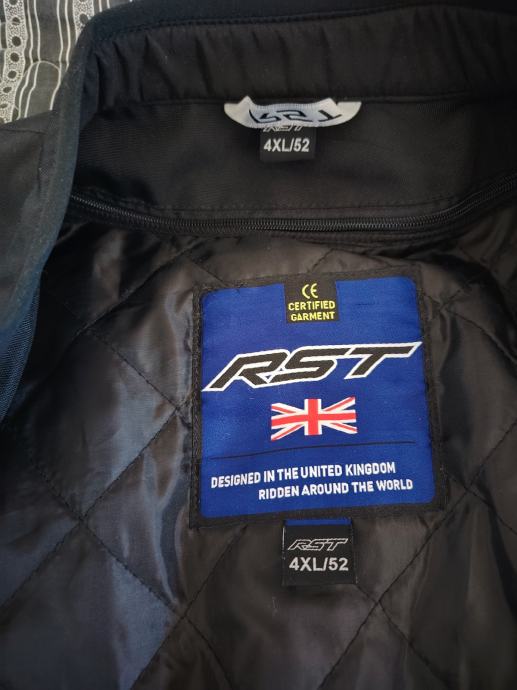 RST
RST
4XL/52
CE
CERTIFIED
GARMENT
RST
DESIGNED IN THE UNITED KINGDOM
RIDDEN AROUND THE WORLD
RST
4XL/52